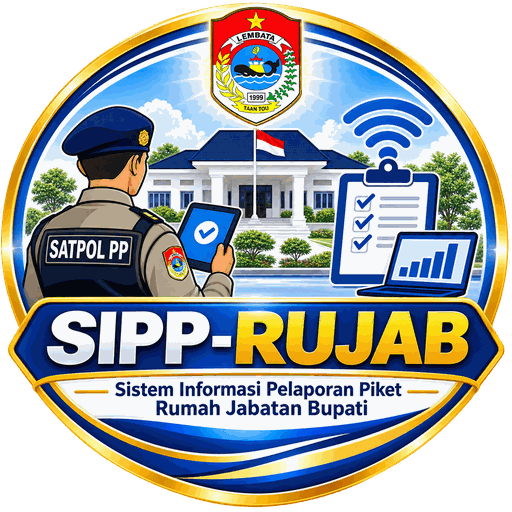 LEMBATA
1999
TAAN TOU
SATPOL PP
SIPP-RUJAB
Sistem Informasi Pelaporan Piket
Rumah Jabatan Bupati